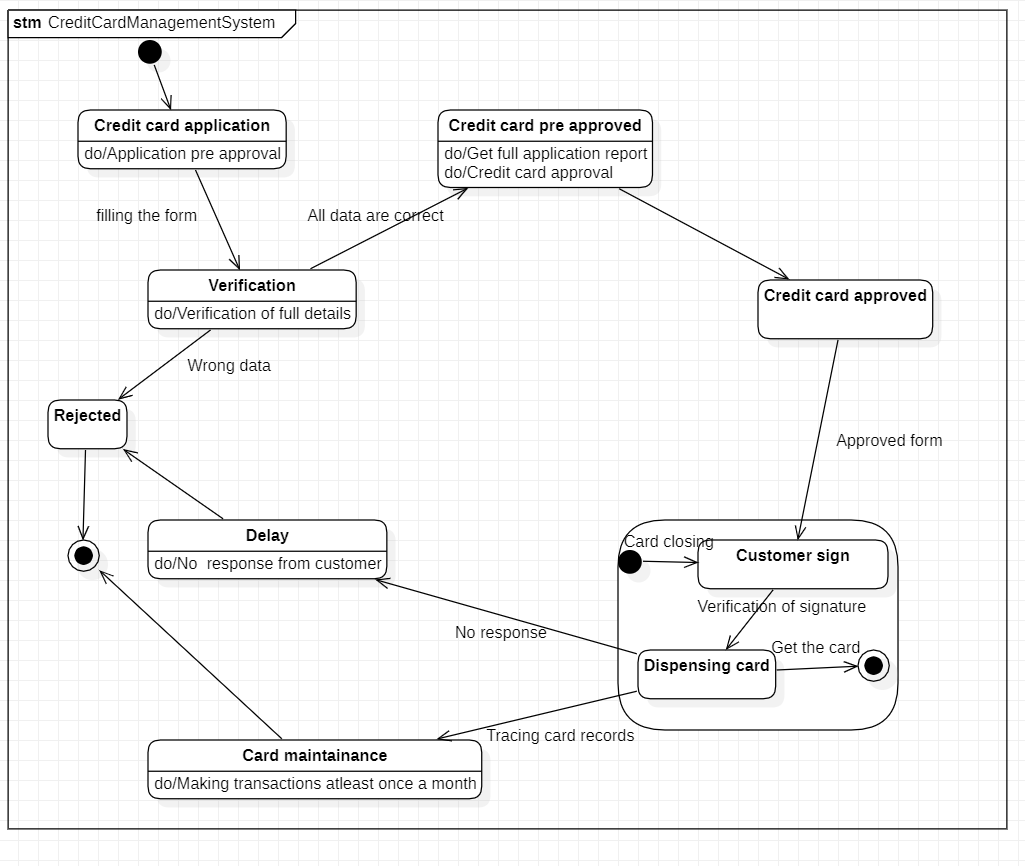 stm CreditCardManagementSystem
Credit card application
do/Application pre approval
Credit card pre approved
do/Get full application report
do/Credit card approval
filling the form
All data are correct
Verification
do/Verification of full details
Credit card approved
Wrong data
Rejected
Approved form
Delay
do/No  response from customer
Card closing
Customer sign
Verification of signature
No response
Get the card
Dispensing card
Tracing card records
Card maintainance
do/Making transactions atleast once a month